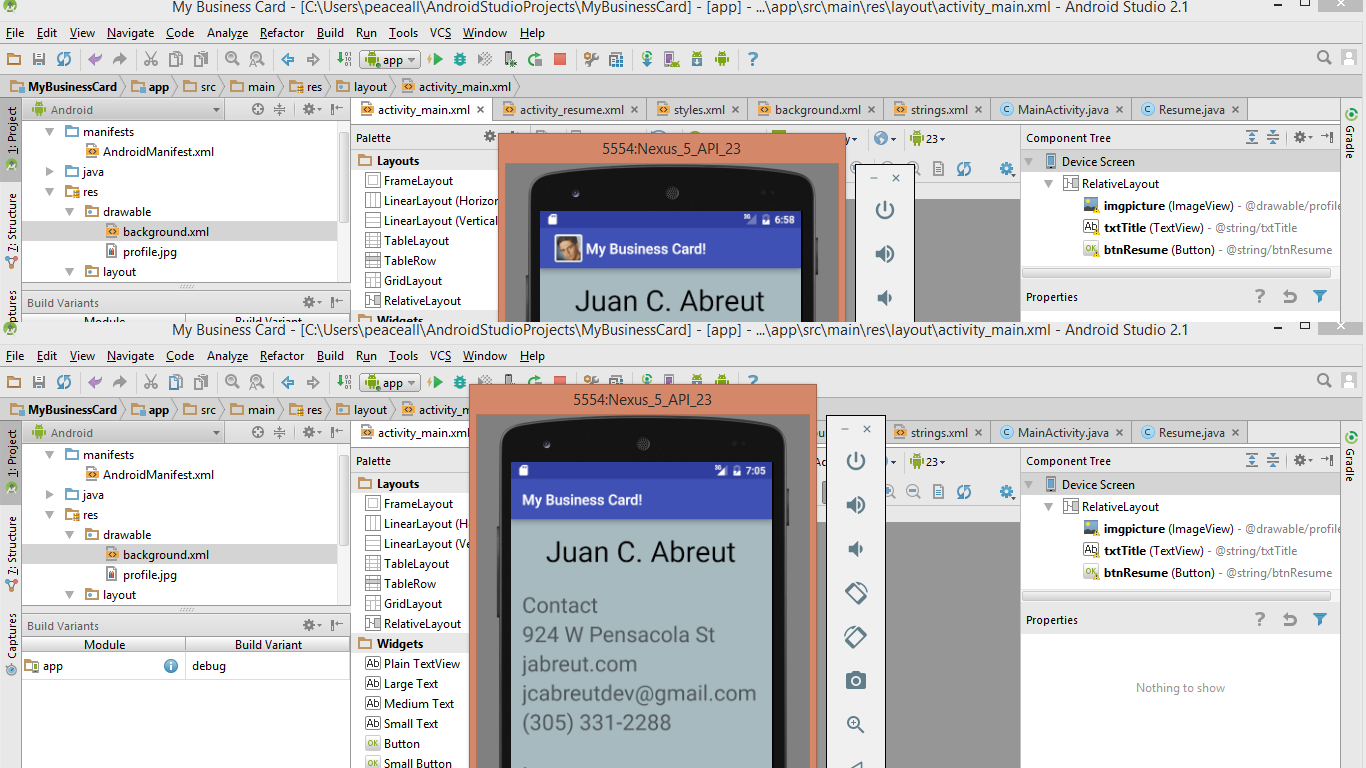 My Business Card - [C:\Users\peaceall\AndroidStudioProjects\MyBusinessCard] - [app] - ...\app\src\main\res\layout\activity_main.xml - Android Studio 2.1
File Edit View Navigate Code Analyze Refactor Build Run Tools VCS Window Help
app
MyBusinessCard app src main res layout activity_main.xml
1: Project
Z: Structure
Captures
Android
activity_main.xml activity_resume.xml styles.xml background.xml strings.xml MainActivity.java Resume.java
manifests
AndroidManifest.xml
java
res
drawable
background.xml
profile.jpg
layout
Build Variants
Module Build Variant
Palette
Layouts
FrameLayout
LinearLayout (Horizon
LinearLayout (Vertical
TableLayout
TableRow
GridLayout
RelativeLayout
Widgets
5554:Nexus_5_API_23
3G 6:58
My Business Card!
Juan C. Abreut
23
Component Tree
Device Screen
RelativeLayout
imgpicture (ImageView) - @drawable/profile
txtTitle (TextView) - @string/txtTitle
btnResume (Button) - @string/btnResume
Properties
Gradle
My Business Card - [C:\Users\peaceall\AndroidStudioProjects\MyBusinessCard] - [app] - ...\app\src\main\res\layout\activity_main.xml - Android Studio 2.1
File Edit View Navigate Code Analyze Refactor Build Run Tools VCS Window Help
app
MyBusinessCard app src main res layout activity_m
1: Project
Z: Structure
Captures
Android
activity_main.xml strings.xml MainActivity.java Resume.java
manifests
AndroidManifest.xml
java
res
drawable
background.xml
profile.jpg
layout
Build Variants
Module Build Variant
app debug
Palette
Layouts
FrameLayout
LinearLayout (Ho
LinearLayout (Ve
TableLayout
TableRow
GridLayout
RelativeLayout
Widgets
Plain TextView
Large Text
Medium Text
Small Text
Button
Small Button
5554:Nexus_5_API_23
3G 7:05
My Business Card!
Juan C. Abreut
Contact
924 W Pensacola St
jabreut.com
jcabreutdev@gmail.com
(305) 331-2288
23
Component Tree
Device Screen
RelativeLayout
imgpicture (ImageView) - @drawable/profile
txtTitle (TextView) - @string/txtTitle
btnResume (Button) - @string/btnResume
Properties
Nothing to show
Gradle